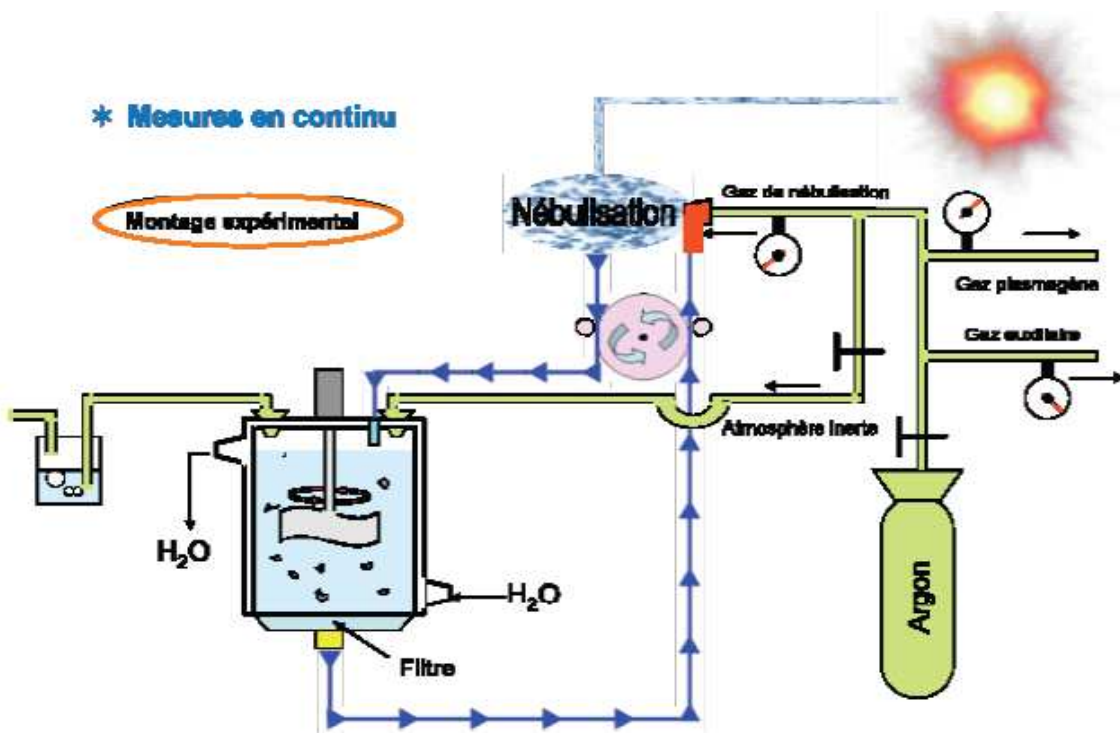 * Mesures en continu
Montage expérimental
Nébulisation
Gaz de nébulisation
Gaz plasmagène
Gaz auxiliaire
Atmosphère inerte
H₂O
H₂O
Filtre
Argon